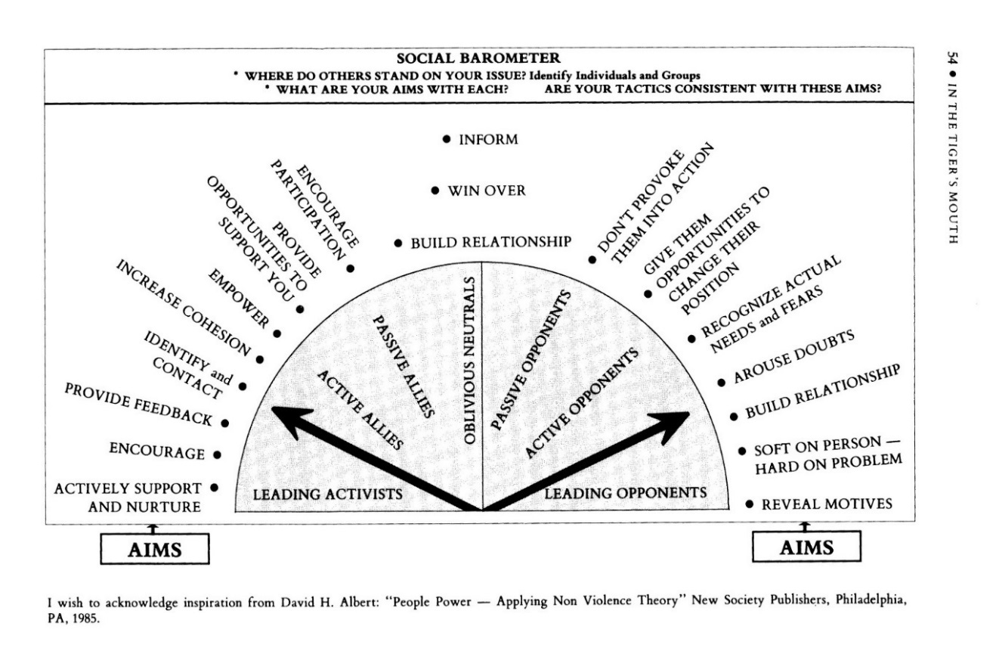 SOCIAL BAROMETER
* WHERE DO OTHERS STAND ON YOUR ISSUE? Identify Individuals and Groups
* WHAT ARE YOUR AIMS WITH EACH? ARE YOUR TACTICS CONSISTENT WITH THESE AIMS?
54 • IN THE TIGER'S MOUTH
• INFORM
• WIN OVER
• BUILD RELATIONSHIP
ENCOURAGE
PARTICIPATION •
PROVIDE
OPPORTUNITIES TO
SUPPORT YOU •
EMPOWER •
INCREASE COHESION •
IDENTIFY and
CONTACT •
PROVIDE FEEDBACK •
ENCOURAGE •
ACTIVELY SUPPORT •
AND NURTURE
• DON'T PROVOKE
THEM INTO ACTION
GIVE THEM
• OPPORTUNITIES TO
CHANGE THEIR
POSITION
• RECOGNIZE ACTUAL
NEEDS and FEARS
• AROUSE DOUBTS
• BUILD RELATIONSHIP
• SOFT ON PERSON —
HARD ON PROBLEM
• REVEAL MOTIVES
LEADING ACTIVISTS
ACTIVE ALLIES
PASSIVE ALLIES
OBLIVIOUS NEUTRALS
PASSIVE OPPONENTS
ACTIVE OPPONENTS
LEADING OPPONENTS
AIMS
AIMS
I wish to acknowledge inspiration from David H. Albert: "People Power — Applying Non Violence Theory" New Society Publishers, Philadelphia,
PA, 1985.